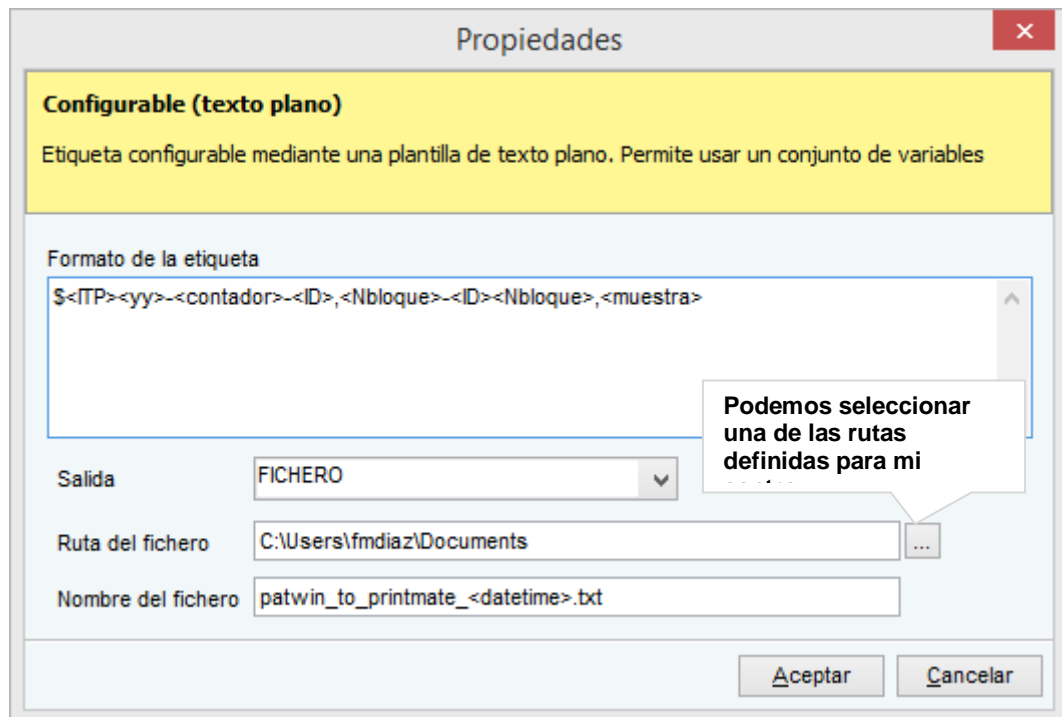 Propiedades
Configurable (texto plano)
Etiqueta configurable mediante una plantilla de texto plano. Permite usar un conjunto de variables
Formato de la etiqueta
$<ITP><yy>-<contador>-<ID>,<Nbloque>-<ID><Nbloque>,<muestra>
Podemos seleccionar
una de las rutas
definidas para mi
Salida
FICHERO
Ruta del fichero
C:\Users\fmdiaz\Documents
...
Nombre del fichero
patwin_to_printmate_<datetime>.txt
Aceptar
Cancelar